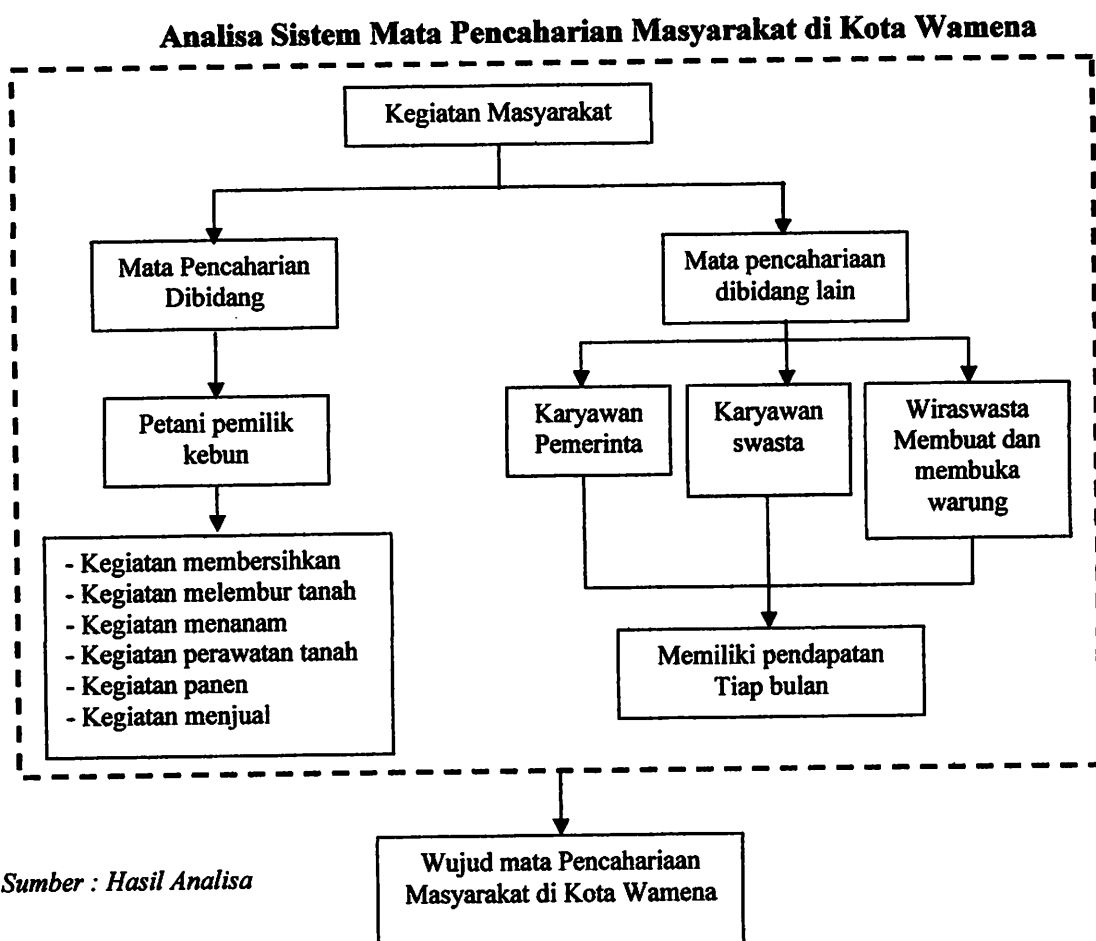 Analisa Sistem Mata Pencaharian Masyarakat di Kota Wamena
Kegiatan Masyarakat
Mata Pencaharian
Dibidang
Mata pencahariaan
dibidang lain
Petani pemilik
kebun
Karyawan
Pemerinta
Karyawan
swasta
Wiraswasta
Membuat dan
membuka
warung
- Kegiatan membersihkan
- Kegiatan melembur tanah
- Kegiatan menanam
- Kegiatan perawatan tanah
- Kegiatan panen
- Kegiatan menjual
Memiliki pendapatan
Tiap bulan
Wujud mata Pencahariaan
Masyarakat di Kota Wamena
Sumber : Hasil Analisa